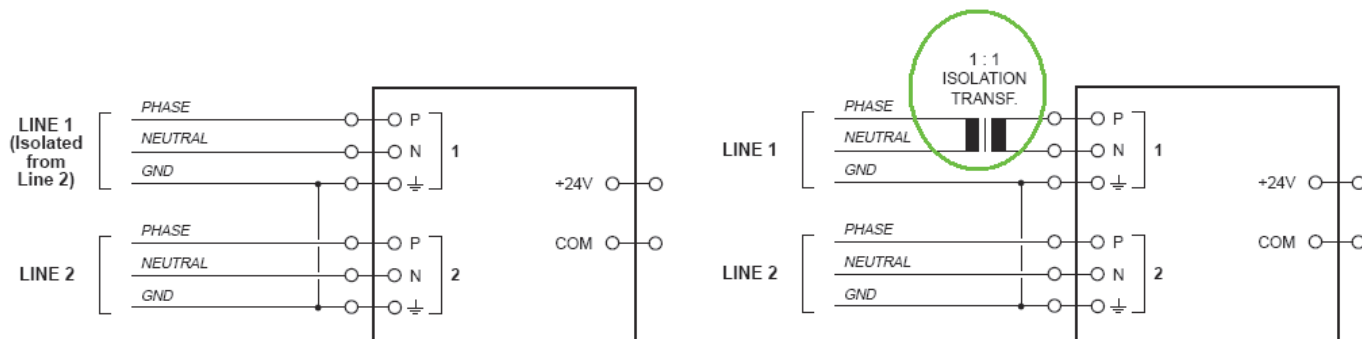 LINE 1
(Isolated
from
Line 2)
PHASE
NEUTRAL
GND
P
N
1
LINE 2
PHASE
NEUTRAL
GND
P
N
2
+24V
COM
1 : 1
ISOLATION
TRANSF.
LINE 1
PHASE
NEUTRAL
GND
P
N
1
LINE 2
PHASE
NEUTRAL
GND
P
N
2
+24V
COM